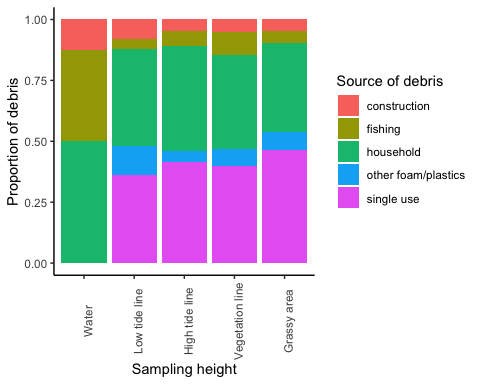 1.00
0.75
0.50
0.25
0.00
Proportion of debris
Water
Low tide line
High tide line
Vegetation line
Grassy area
Sampling height
Source of debris
construction
fishing
household
other foam/plastics
single use